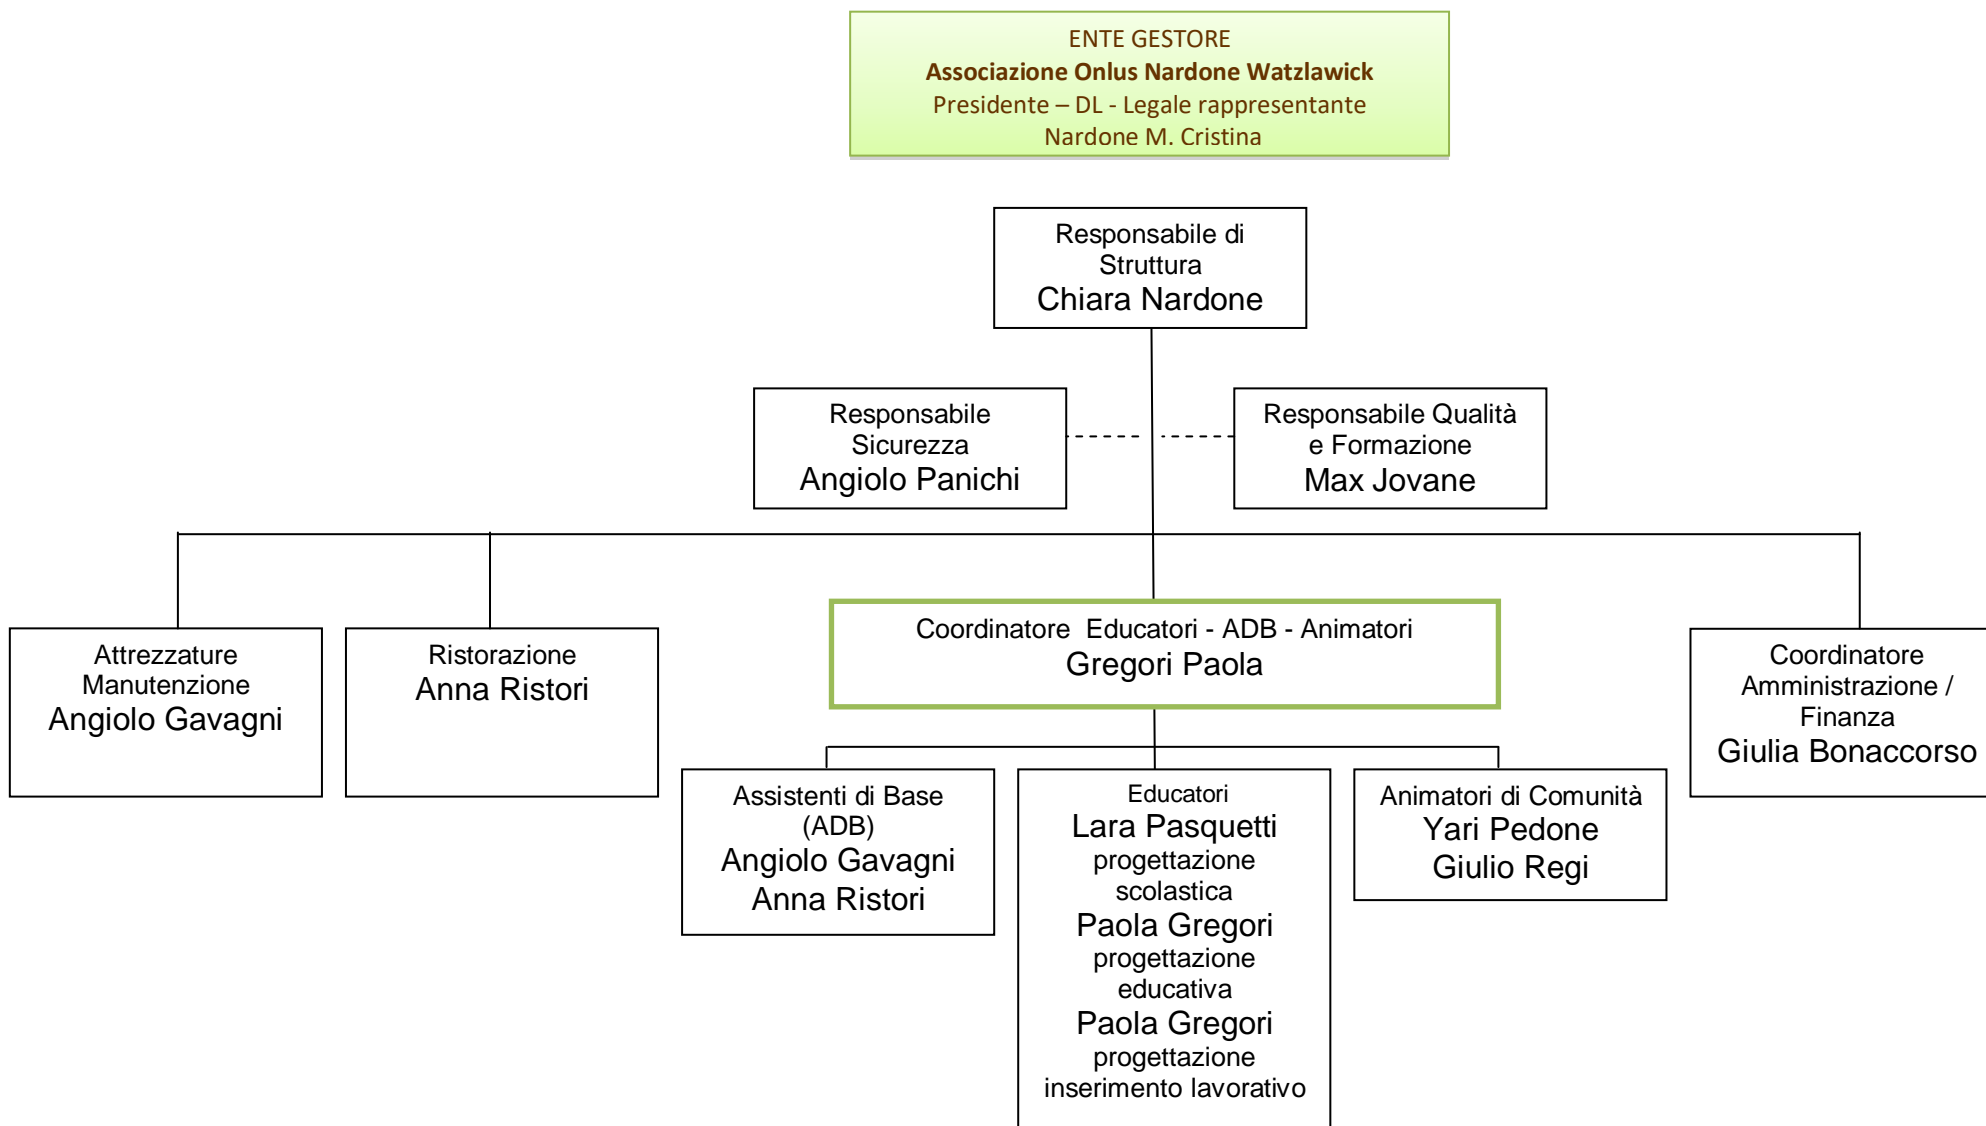 ENTE GESTORE
Associazione Onlus Nardone Watzlawick
Presidente – DL - Legale rappresentante
Nardone M. Cristina
Responsabile di
Struttura
Chiara Nardone
Responsabile
Sicurezza
Angiolo Panichi
Responsabile Qualità
e Formazione
Max Jovane
Attrezzature
Manutenzione
Angiolo Gavagni
Ristorazione
Anna Ristori
Coordinatore Educatori - ADB - Animatori
Gregori Paola
Coordinatore
Amministrazione /
Finanza
Giulia Bonaccorso
Assistenti di Base
(ADB)
Angiolo Gavagni
Anna Ristori
Educatori
Lara Pasquetti
progettazione
scolastica
Paola Gregori
progettazione
educativa
Paola Gregori
progettazione
inserimento lavorativo
Animatori di Comunità
Yari Pedone
Giulio Regi